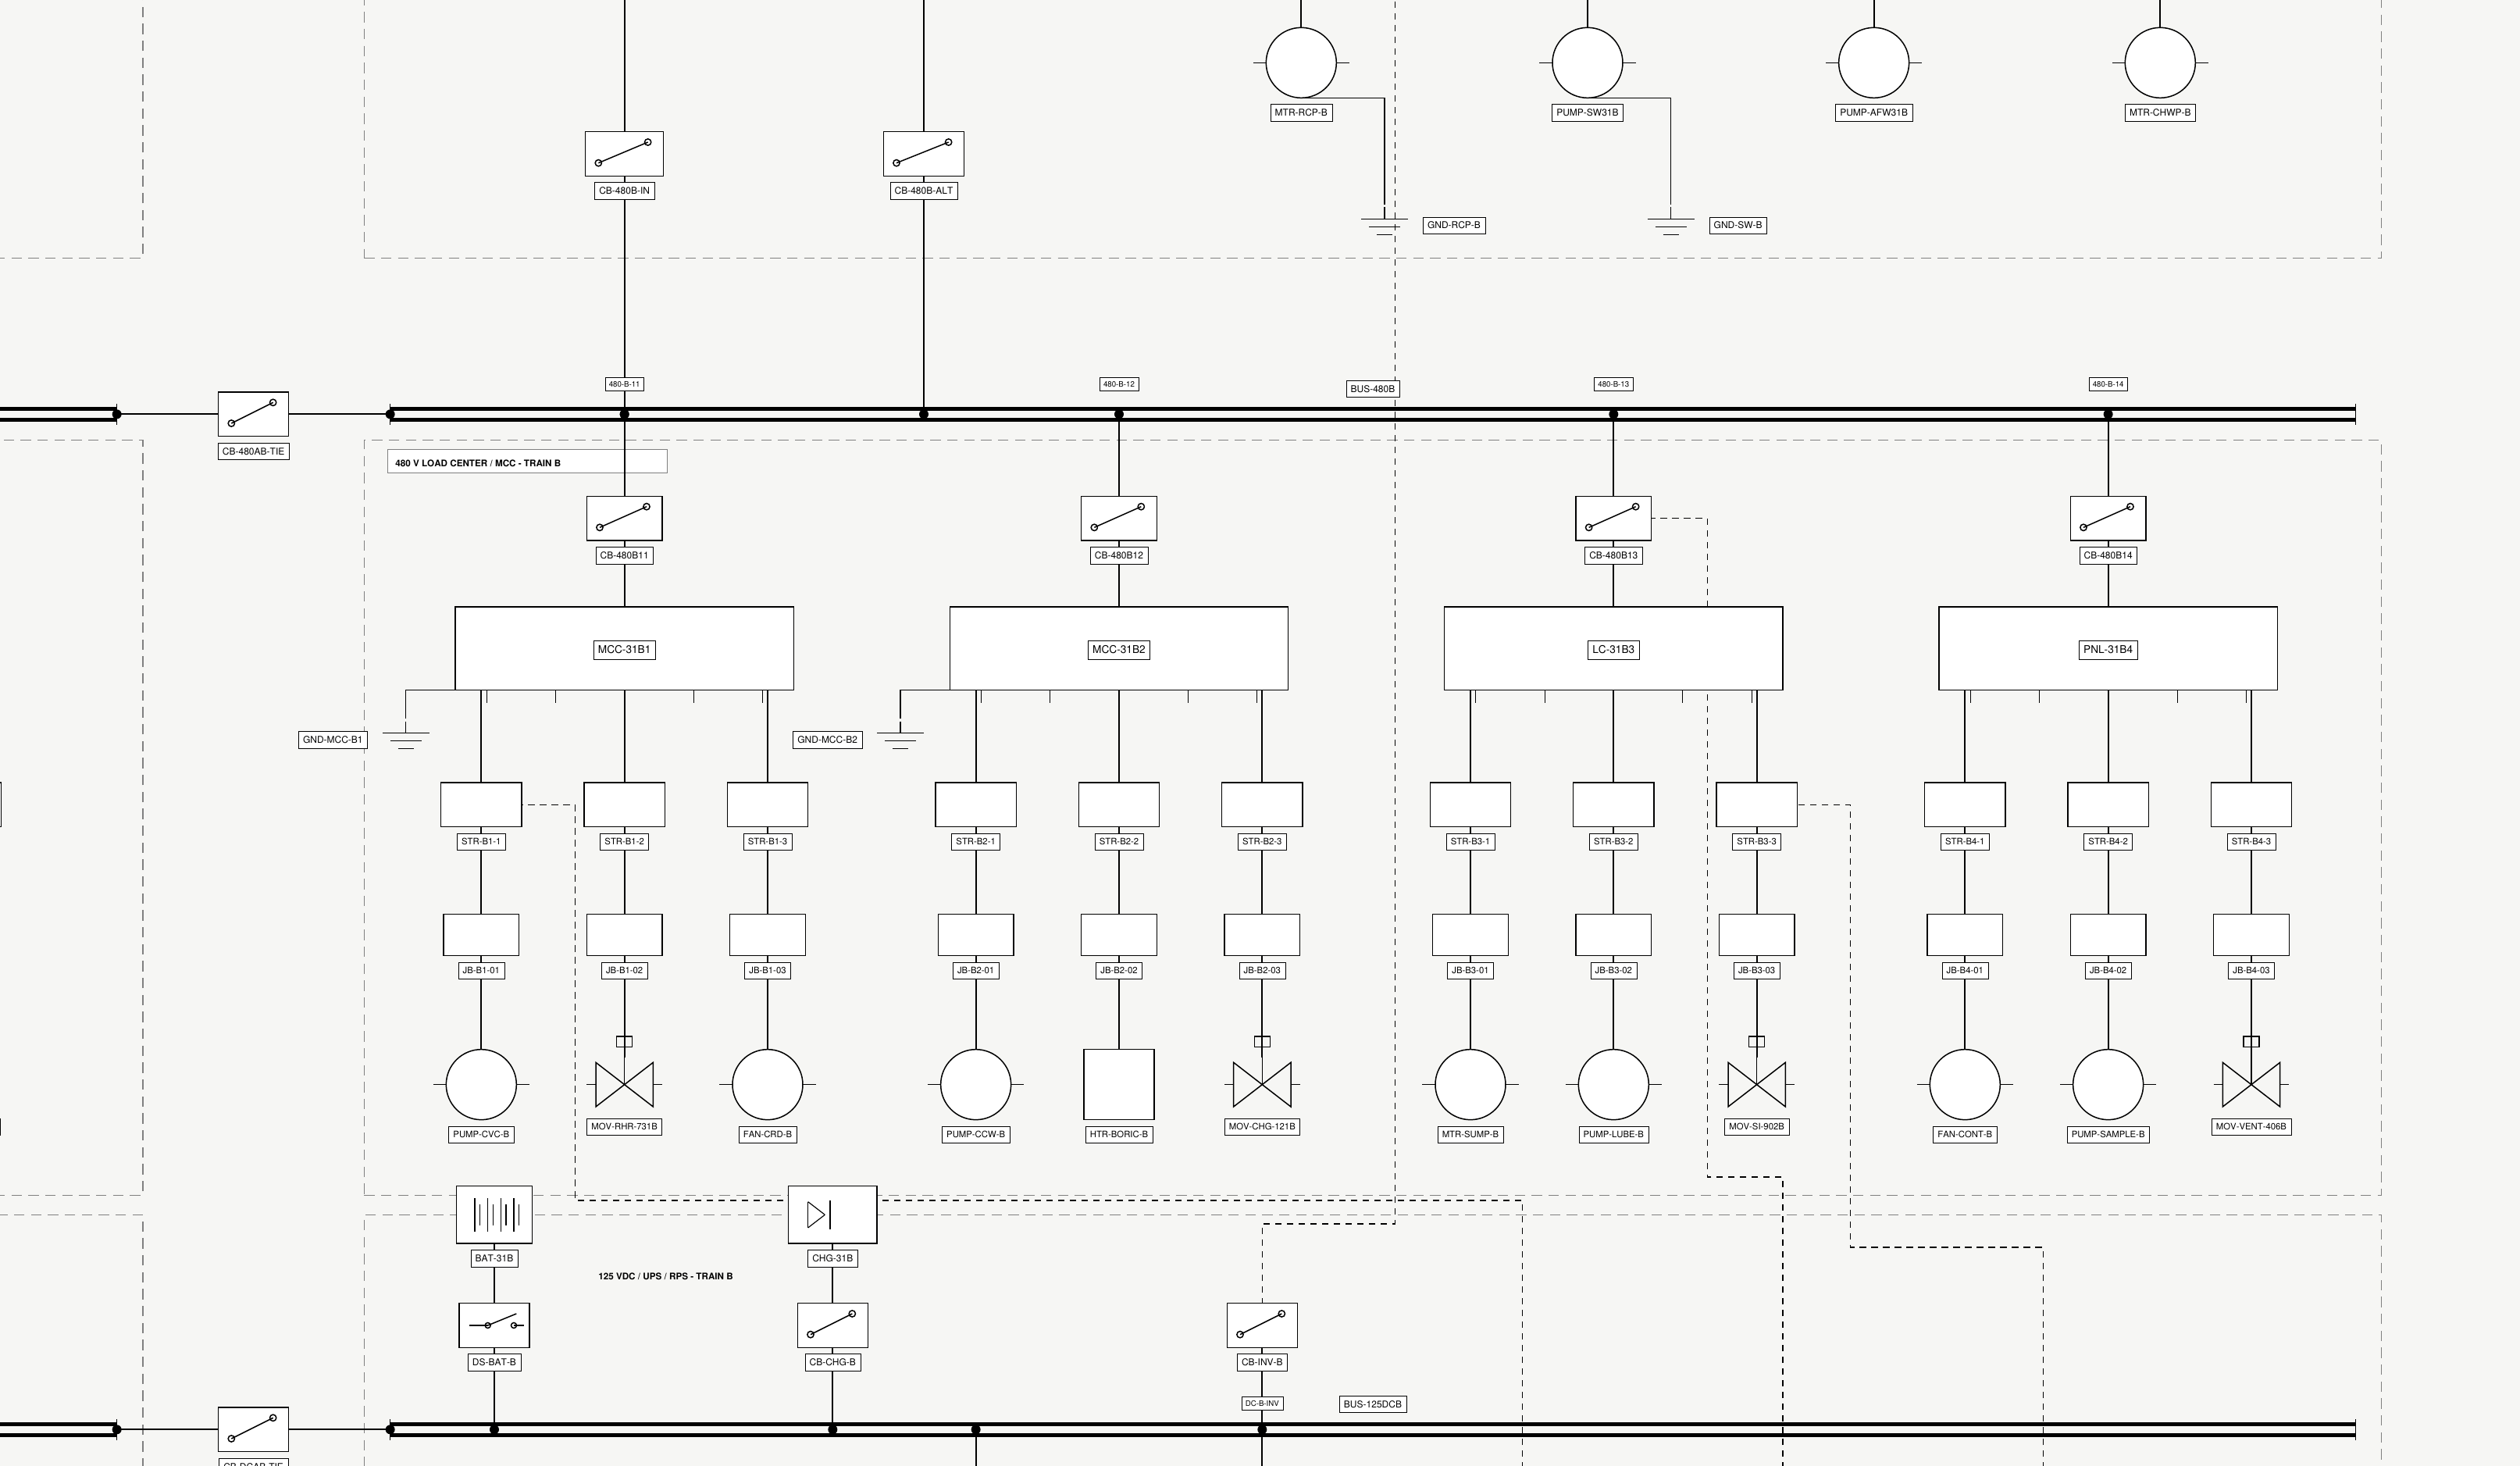 MTR-RCP-B
PUMP-SW31B
PUMP-AFW31B
MTR-CHWP-B
CB-480B-IN
CB-480B-ALT
GND-RCP-B
GND-SW-B
480-B-11
480-B-12
BUS-480B
480-B-13
480-B-14
CB-480AB-TIE
480 V LOAD CENTER / MCC - TRAIN B
CB-480B11
CB-480B12
CB-480B13
CB-480B14
MCC-31B1
MCC-31B2
LC-31B3
PNL-31B4
GND-MCC-B1
GND-MCC-B2
STR-B1-1
STR-B1-2
STR-B1-3
STR-B2-1
STR-B2-2
STR-B2-3
STR-B3-1
STR-B3-2
STR-B3-3
STR-B4-1
STR-B4-2
STR-B4-3
JB-B1-01
JB-B1-02
JB-B1-03
JB-B2-01
JB-B2-02
JB-B2-03
JB-B3-01
JB-B3-02
JB-B3-03
JB-B4-01
JB-B4-02
JB-B4-03
PUMP-CVC-B
MOV-RHR-731B
FAN-CRD-B
PUMP-CCW-B
HTR-BORIC-B
MOV-CHG-121B
MTR-SUMP-B
PUMP-LUBE-B
MOV-SI-902B
FAN-CONT-B
PUMP-SAMPLE-B
MOV-VENT-406B
BAT-31B
CHG-31B
125 VDC / UPS / RPS - TRAIN B
DS-BAT-B
CB-CHG-B
CB-INV-B
DC-B-INV
BUS-125DCB
CB-DCAB-TIE